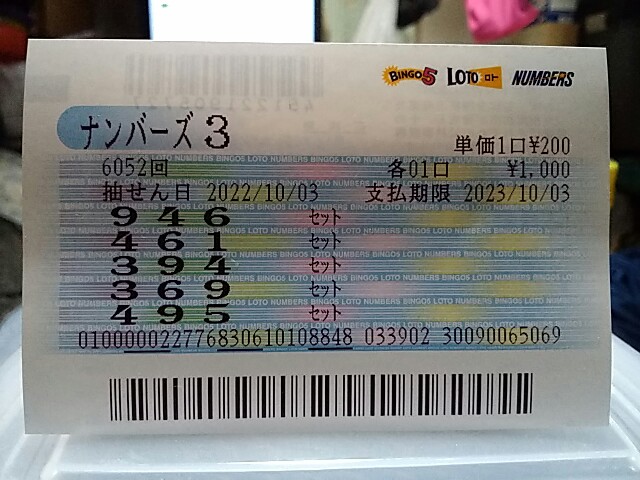 BINGO5 LOTO ロト NUMBERS
ナンバーズ3
単価1口¥200
6052回 各01口 ¥1,000
抽せん日 2022/10/03 支払期限 2023/10/03
946 セット
461 セット
394 セット
369 セット
495 セット
010000022776830610108848 033902 30090065069